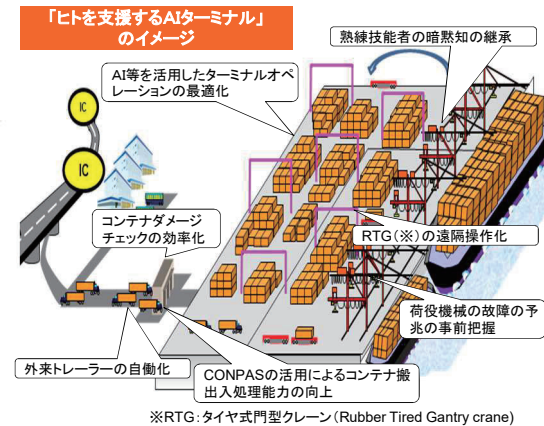 「ヒトを支援するAIターミナル」
のイメージ
熟練技能者の暗黙知の継承
AI等を活用したターミナルオペ
レーションの最適化
IC
IC
コンテナダメージ
チェックの効率化
RTG(※)の遠隔操作化
荷役機械の故障の予
兆の事前把握
外来トレーラーの自働化
CONPASの活用によるコンテナ搬
出入処理能力の向上
※RTG:タイヤ式門型クレーン(Rubber Tired Gantry crane)